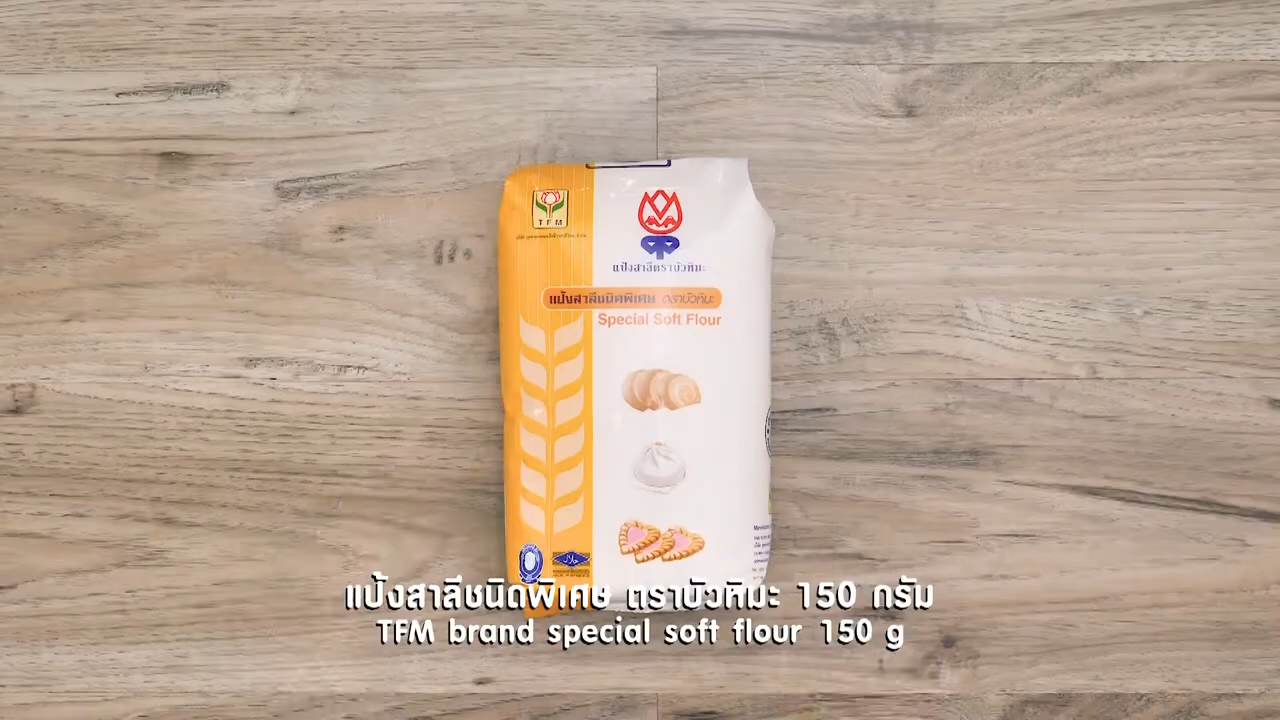 TFM
แป้งสาลีตราบัวหิมะ
แป้งสาลีชนิดพิเศษ ตราบัวหิมะ
Special Soft Flour
แป้งสาลีชนิดพิเศษ ตราบัวหิมะ 150 กรัม
TFM brand special soft flour 150 g